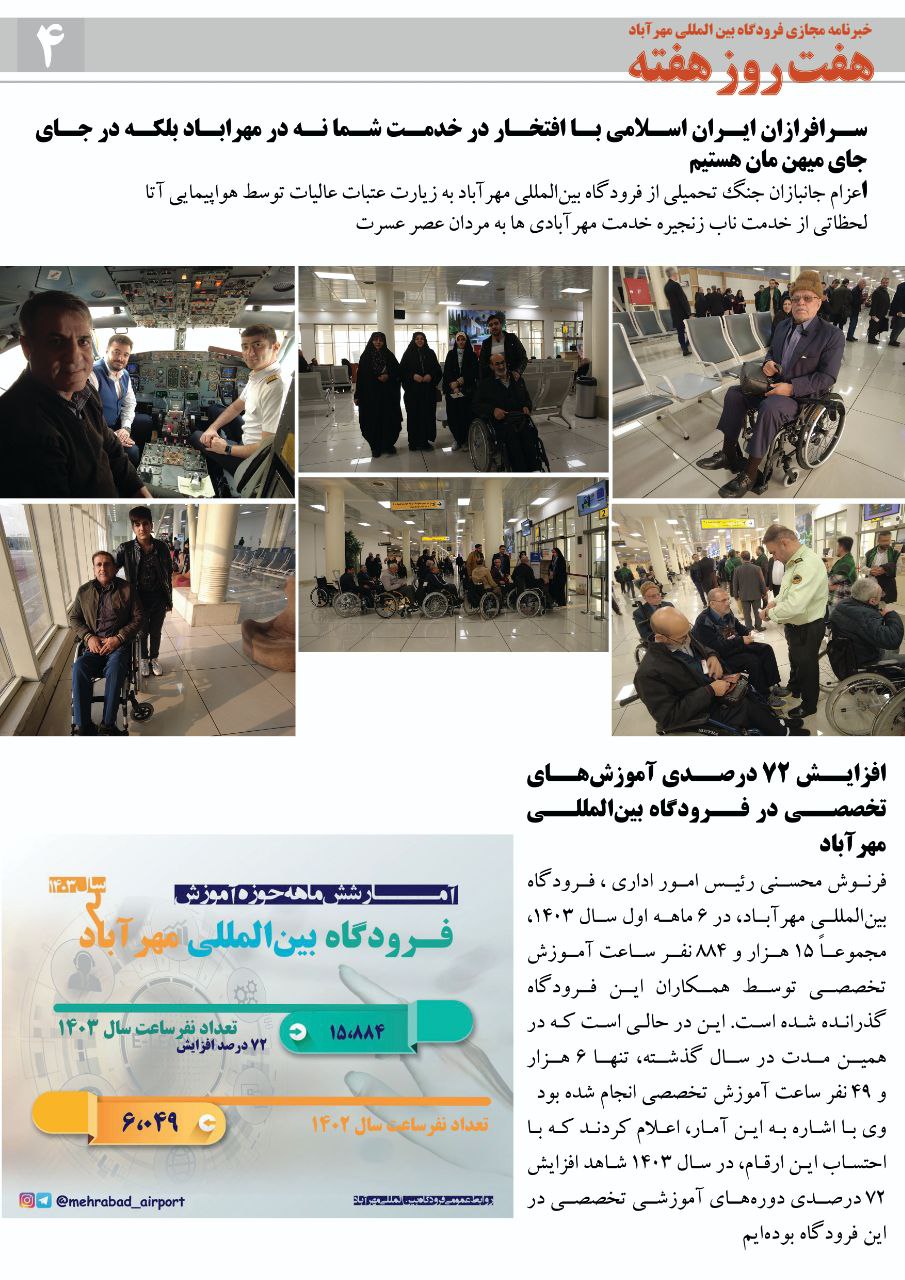 خبرنامه مجازی فرودگاه بین المللی مهرآباد
هفت روز هفته
۴
سرافرازان ایران اسلامی با افتخار در خدمت شما نه در مهراباد بلکه در جای
جای میهن مان هستیم
اعزام جانبازان جنگ تحمیلی از فرودگاه بین‌المللی مهرآباد به زیارت عتبات عالیات توسط هواپیمایی آتا
لحظاتی از خدمت ناب زنجیره خدمت مهرآبادی ها به مردان عصر عسرت
افزایش ۷۲ درصدی آموزش‌های
تخصصی در فرودگاه بین‌المللی
مهرآباد
فرنوش محسنی رئیس امور اداری ، فرودگاه
بین‌المللی مهرآباد، در ۶ ماهه اول سال ۱۴۰۳،
مجموعاً ۱۵ هزار و ۸۸۴ نفر ساعت آموزش
تخصصی توسط همکاران این فرودگاه
گذرانده شده است. این در حالی است که در
همین مدت در سال گذشته، تنها ۶ هزار
و ۴۹ نفر ساعت آموزش تخصصی انجام شده بود
وی با اشاره به این آمار، اعلام کردند که با
احتساب این ارقام، در سال ۱۴۰۳ شاهد افزایش
۷۲ درصدی دوره‌های آموزشی تخصصی در
این فرودگاه بوده‌ایم
سال ۱۴۰۳
آمار شش ماهه حوزه آموزش
فرودگاه بین‌المللی مهرآباد
تعداد نفرساعت سال ۱۴۰۳
۷۲ درصد افزایش
۱۵،۸۸۴
۶،۰۴۹
تعداد نفرساعت سال ۱۴۰۲
@mehrabad_airport
روابط عمومی فرودگاه بین المللی مهرآباد